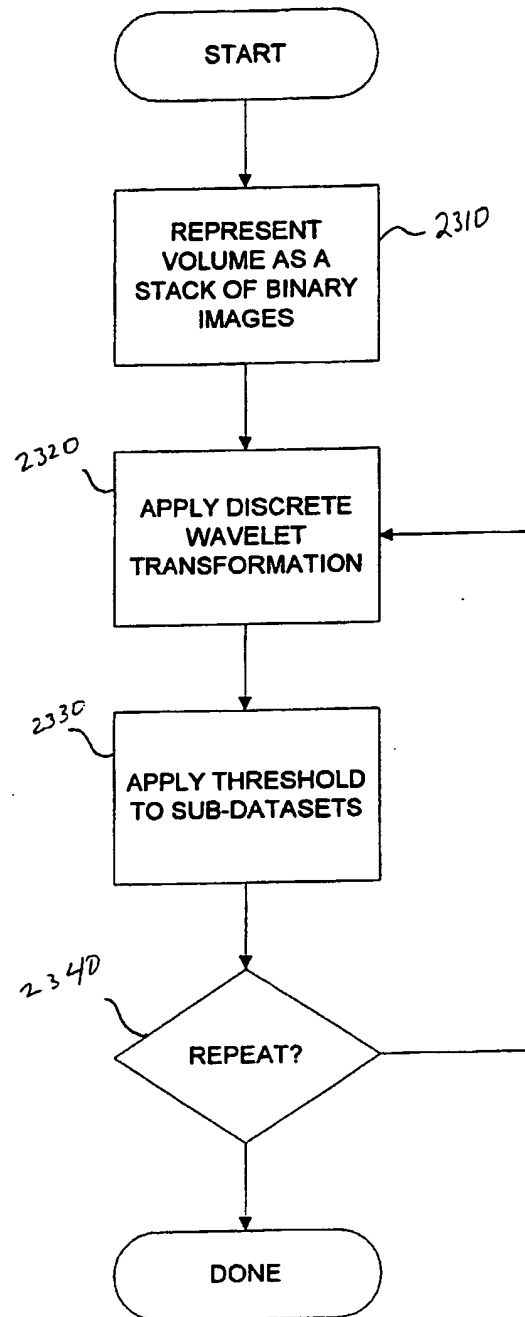 START
REPRESENT
VOLUME AS A
STACK OF BINARY
IMAGES
2310
2320
APPLY DISCRETE
WAVELET
TRANSFORMATION
2330
APPLY THRESHOLD
TO SUB-DATASETS
2340
REPEAT?
DONE